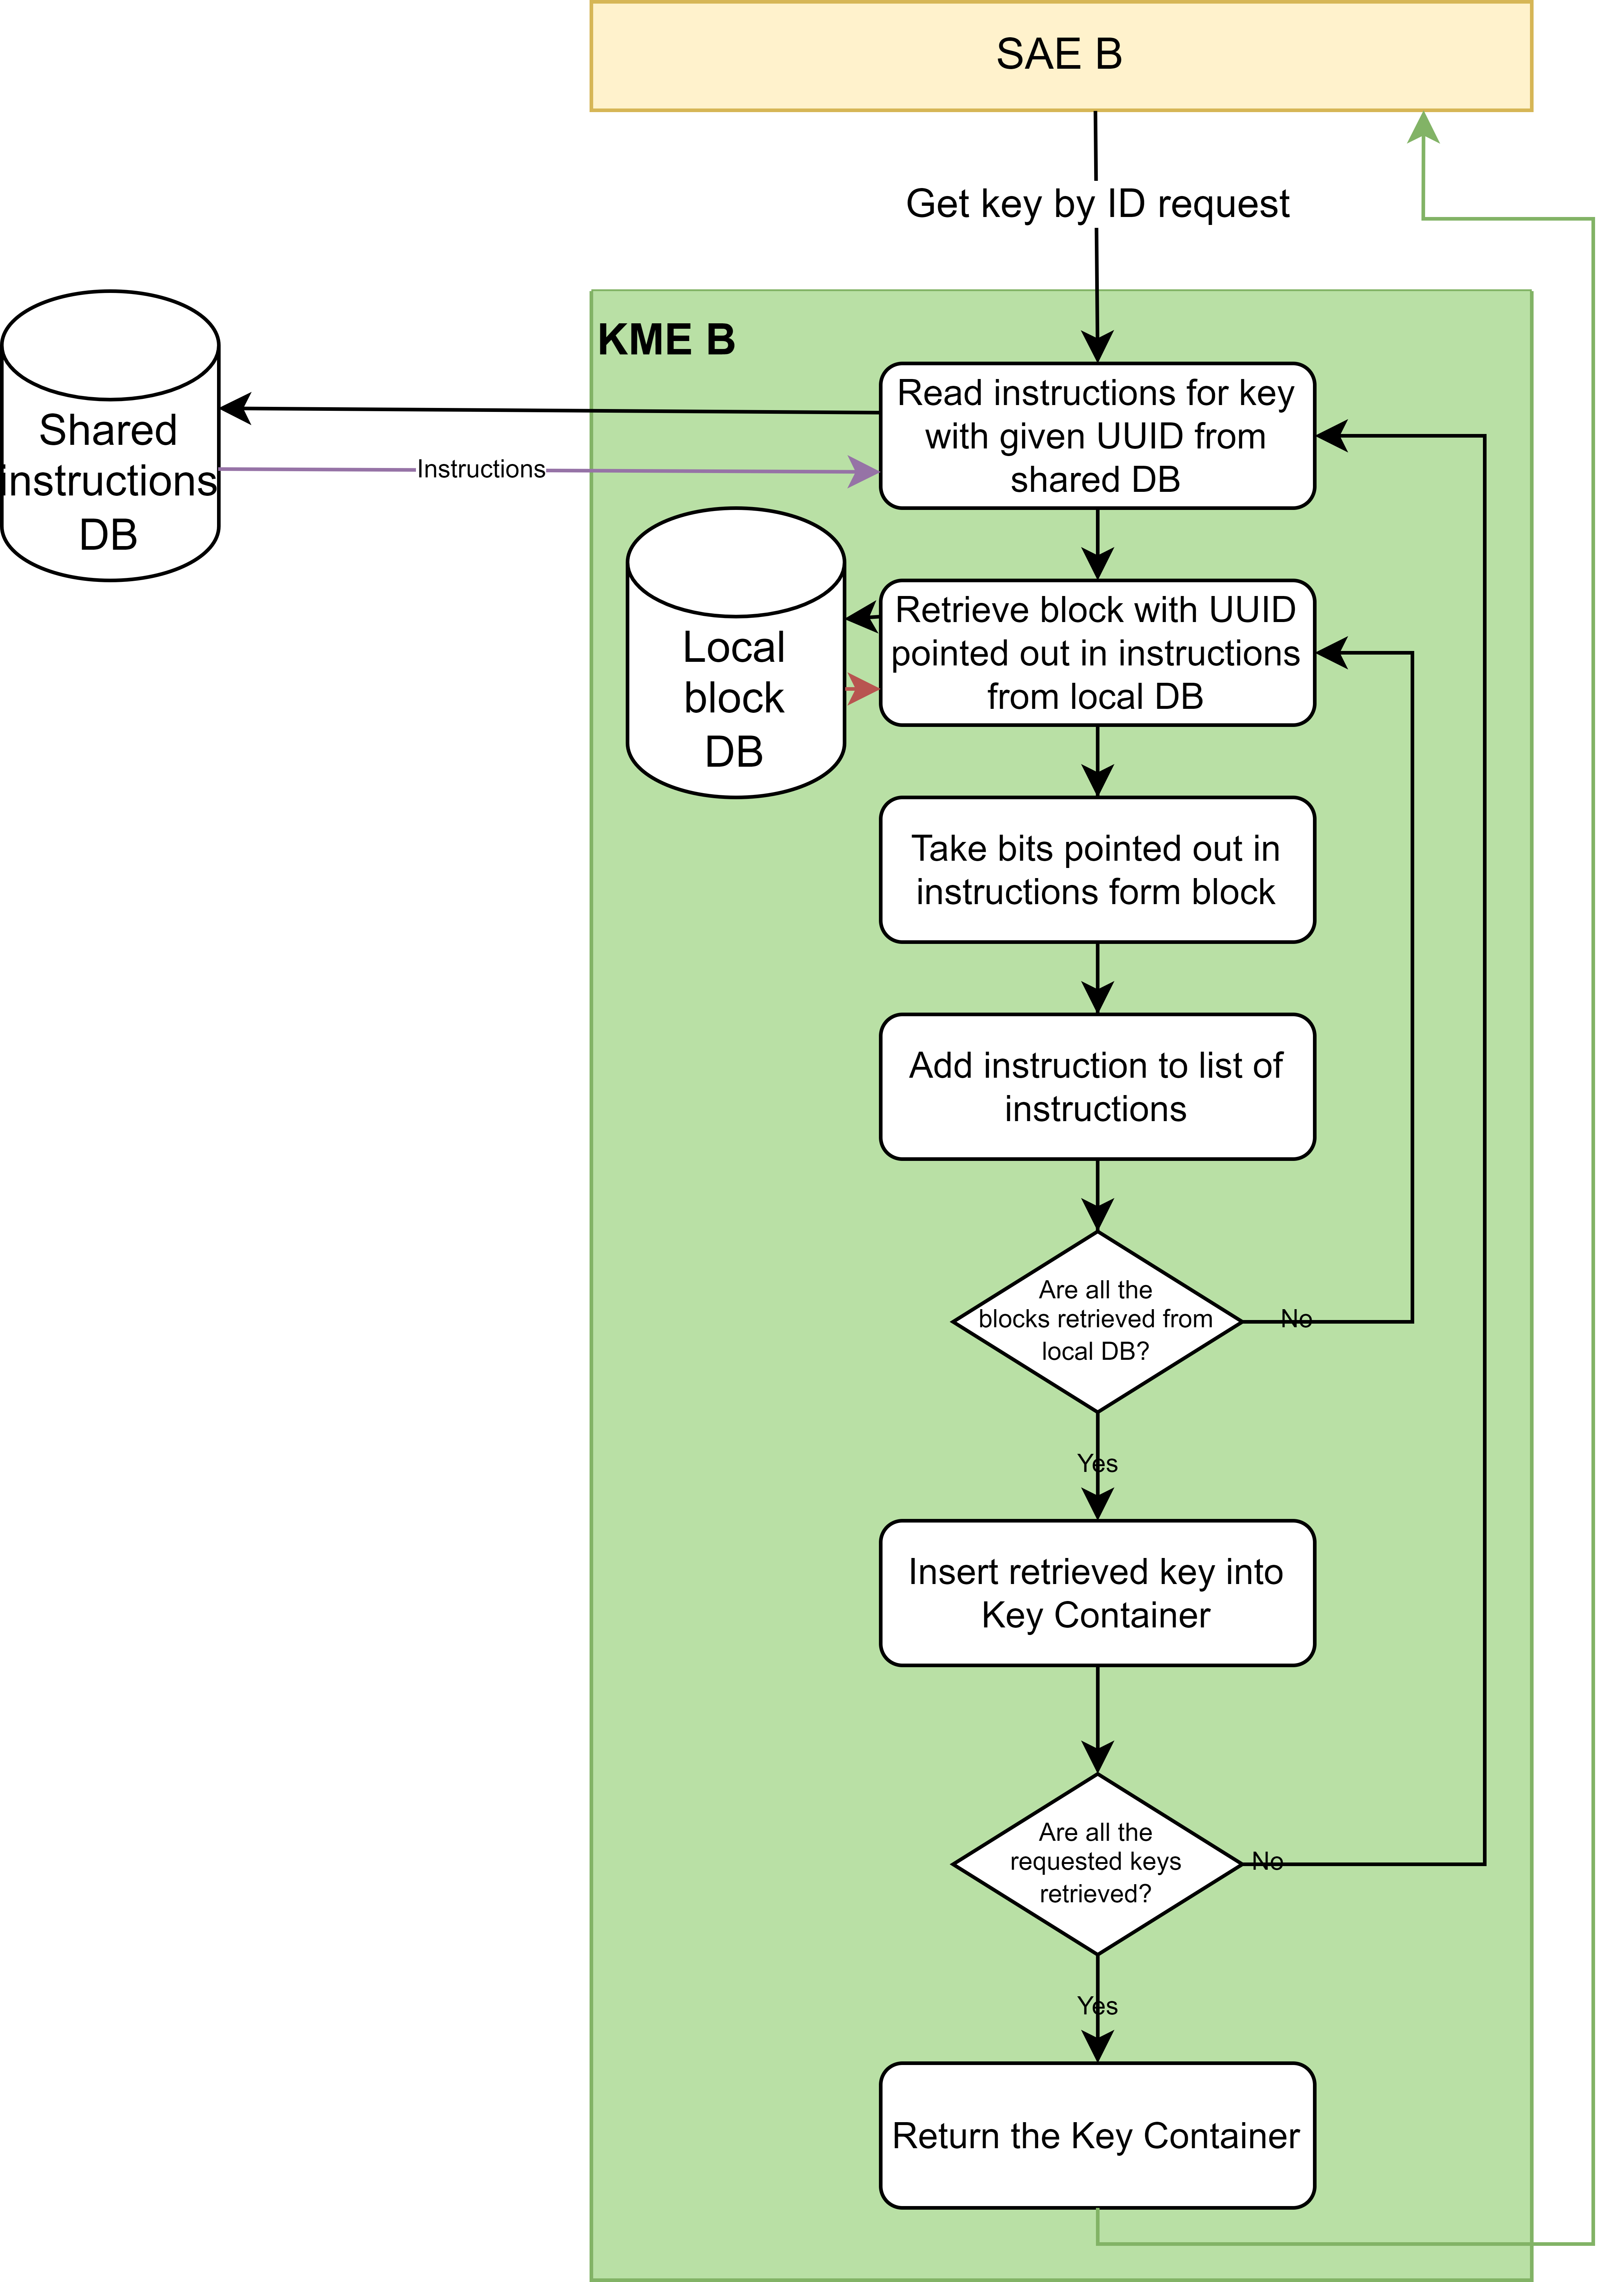 SAE B
Get key by ID request
KME B
Read instructions for key
with given UUID from
shared DB
Shared
instructions
DB
Instructions
Retrieve block with UUID
pointed out in instructions
from local DB
Local
block
DB
Take bits pointed out in
instructions form block
Add instruction to list of
instructions
Are all the
blocks retrieved from
local DB?
No
Yes
Insert retrieved key into
Key Container
Are all the
requested keys
retrieved?
No
Yes
Return the Key Container